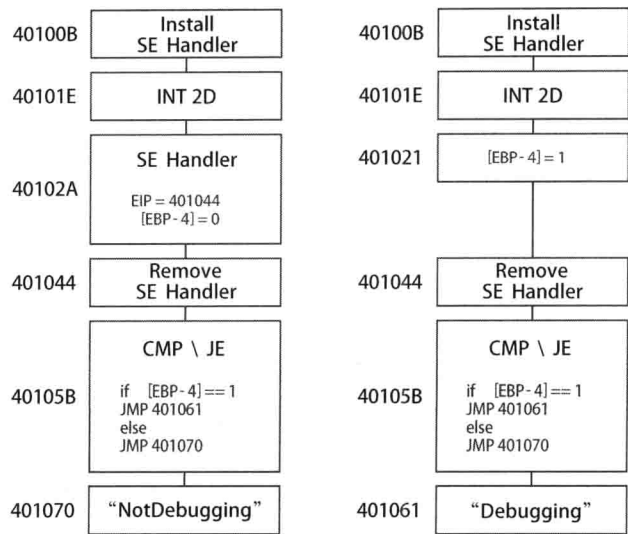 40100B
Install
SE Handler
40101E
INT 2D
40102A
SE Handler
EIP = 401044
[EBP-4] = 0
401044
Remove
SE Handler
40105B
CMP \ JE
if [EBP-4] == 1
JMP 401061
else
JMP 401070
401070
“NotDebugging”
40100B
Install
SE Handler
40101E
INT 2D
401021
[EBP-4] = 1
401044
Remove
SE Handler
40105B
CMP \ JE
if [EBP-4] == 1
JMP 401061
else
JMP 401070
401061
“Debugging”